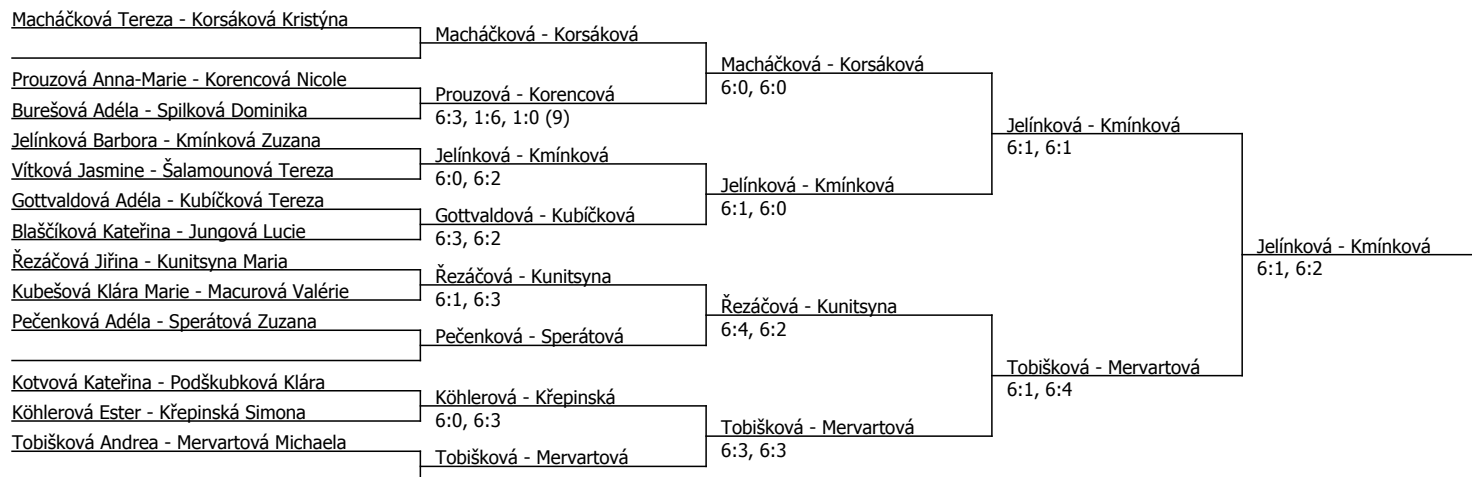 Macháčková Tereza - Korsáková Kristýna
Prouzová Anna-Marie - Korencová Nicole
Burešová Adéla - Spilková Dominika
Jelínková Barbora - Kmínková Zuzana
Vítková Jasmine - Šalamounová Tereza
Gottvaldová Adéla - Kubíčková Tereza
Blaščíková Kateřina - Jungová Lucie
Řezáčová Jiřina - Kunitsyna Maria
Kubešová Klára Marie - Macurová Valérie
Pečenková Adéla - Sperátová Zuzana
Kotvová Kateřina - Podškubková Klára
Köhlerová Ester - Křepinská Simona
Tobišková Andrea - Mervartová Michaela
Macháčková - Korsáková
Prouzová - Korencová
6:3, 1:6, 1:0 (9)
Jelínková - Kmínková
6:0, 6:2
Gottvaldová - Kubíčková
6:3, 6:2
Řezáčová - Kunitsyna
6:1, 6:3
Pečenková - Sperátová
Köhlerová - Křepinská
6:0, 6:3
Tobišková - Mervartová
Macháčková - Korsáková
6:0, 6:0
Jelínková - Kmínková
6:1, 6:0
Řezáčová - Kunitsyna
6:4, 6:2
Tobišková - Mervartová
6:3, 6:3
Jelínková - Kmínková
6:1, 6:1
Tobišková - Mervartová
6:1, 6:4
Jelínková - Kmínková
6:1, 6:2